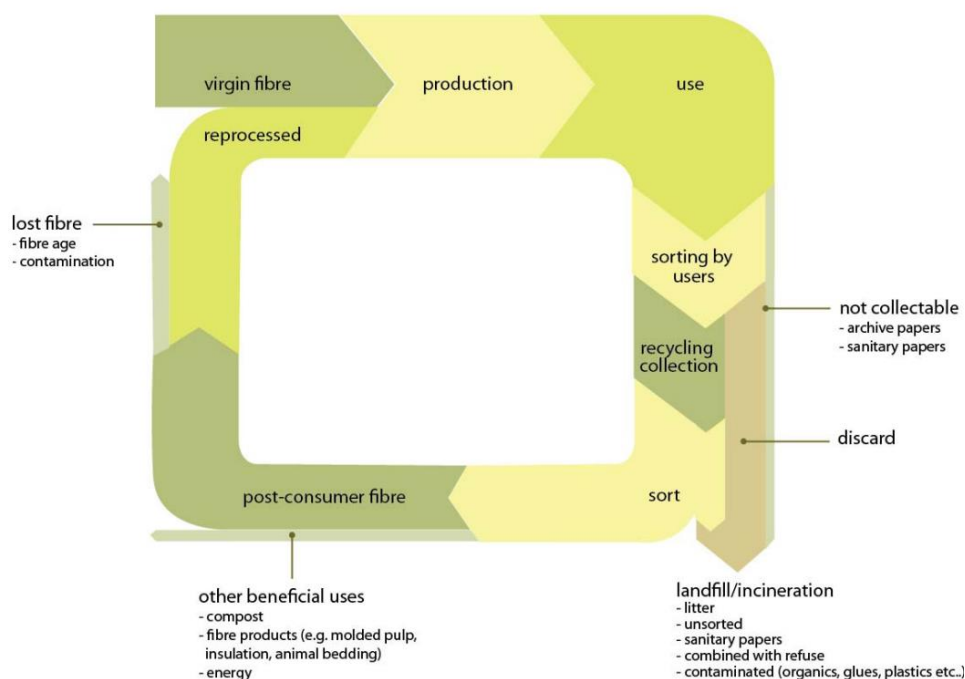 virgin fibre
production
use
reprocessed
lost fibre
- fibre age
- contamination
sorting by
users
not collectable
- archive papers
- sanitary papers
recycling
collection
discard
post-consumer fibre
sort
other beneficial uses
- compost
- fibre products (e.g. molded pulp,
insulation, animal bedding)
- energy
landfill/incineration
- litter
- unsorted
- sanitary papers
- combined with refuse
- contaminated (organics, glues, plastics etc..)